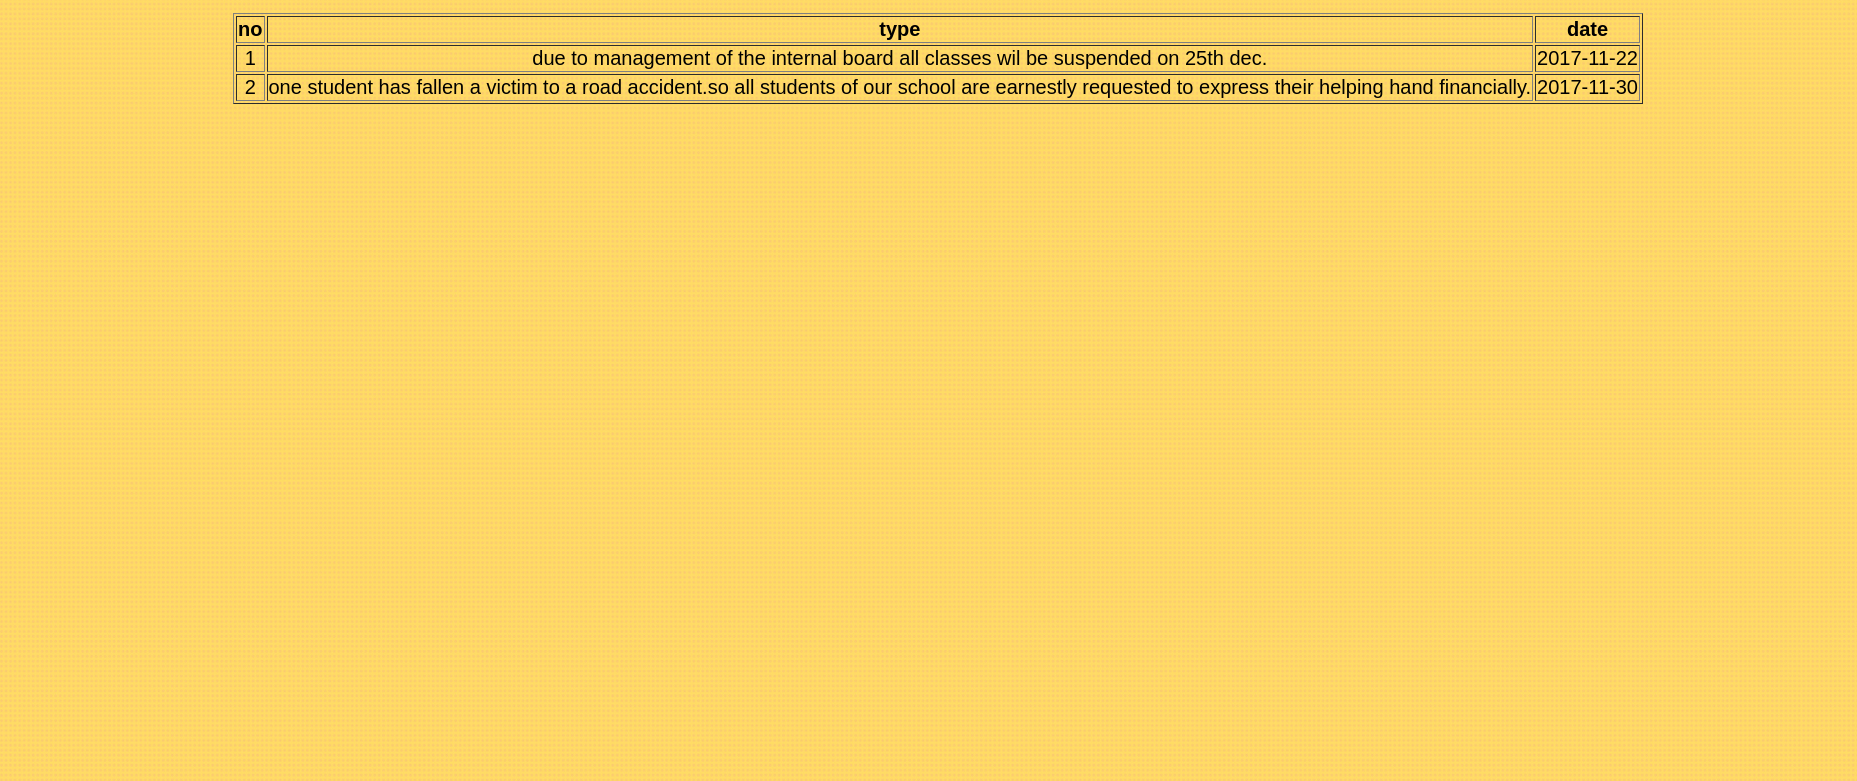 no type date
1 due to management of the internal board all classes wil be suspended on 25th dec. 2017-11-22
2 one student has fallen a victim to a road accident.so all students of our school are earnestly requested to express their helping hand financially. 2017-11-30